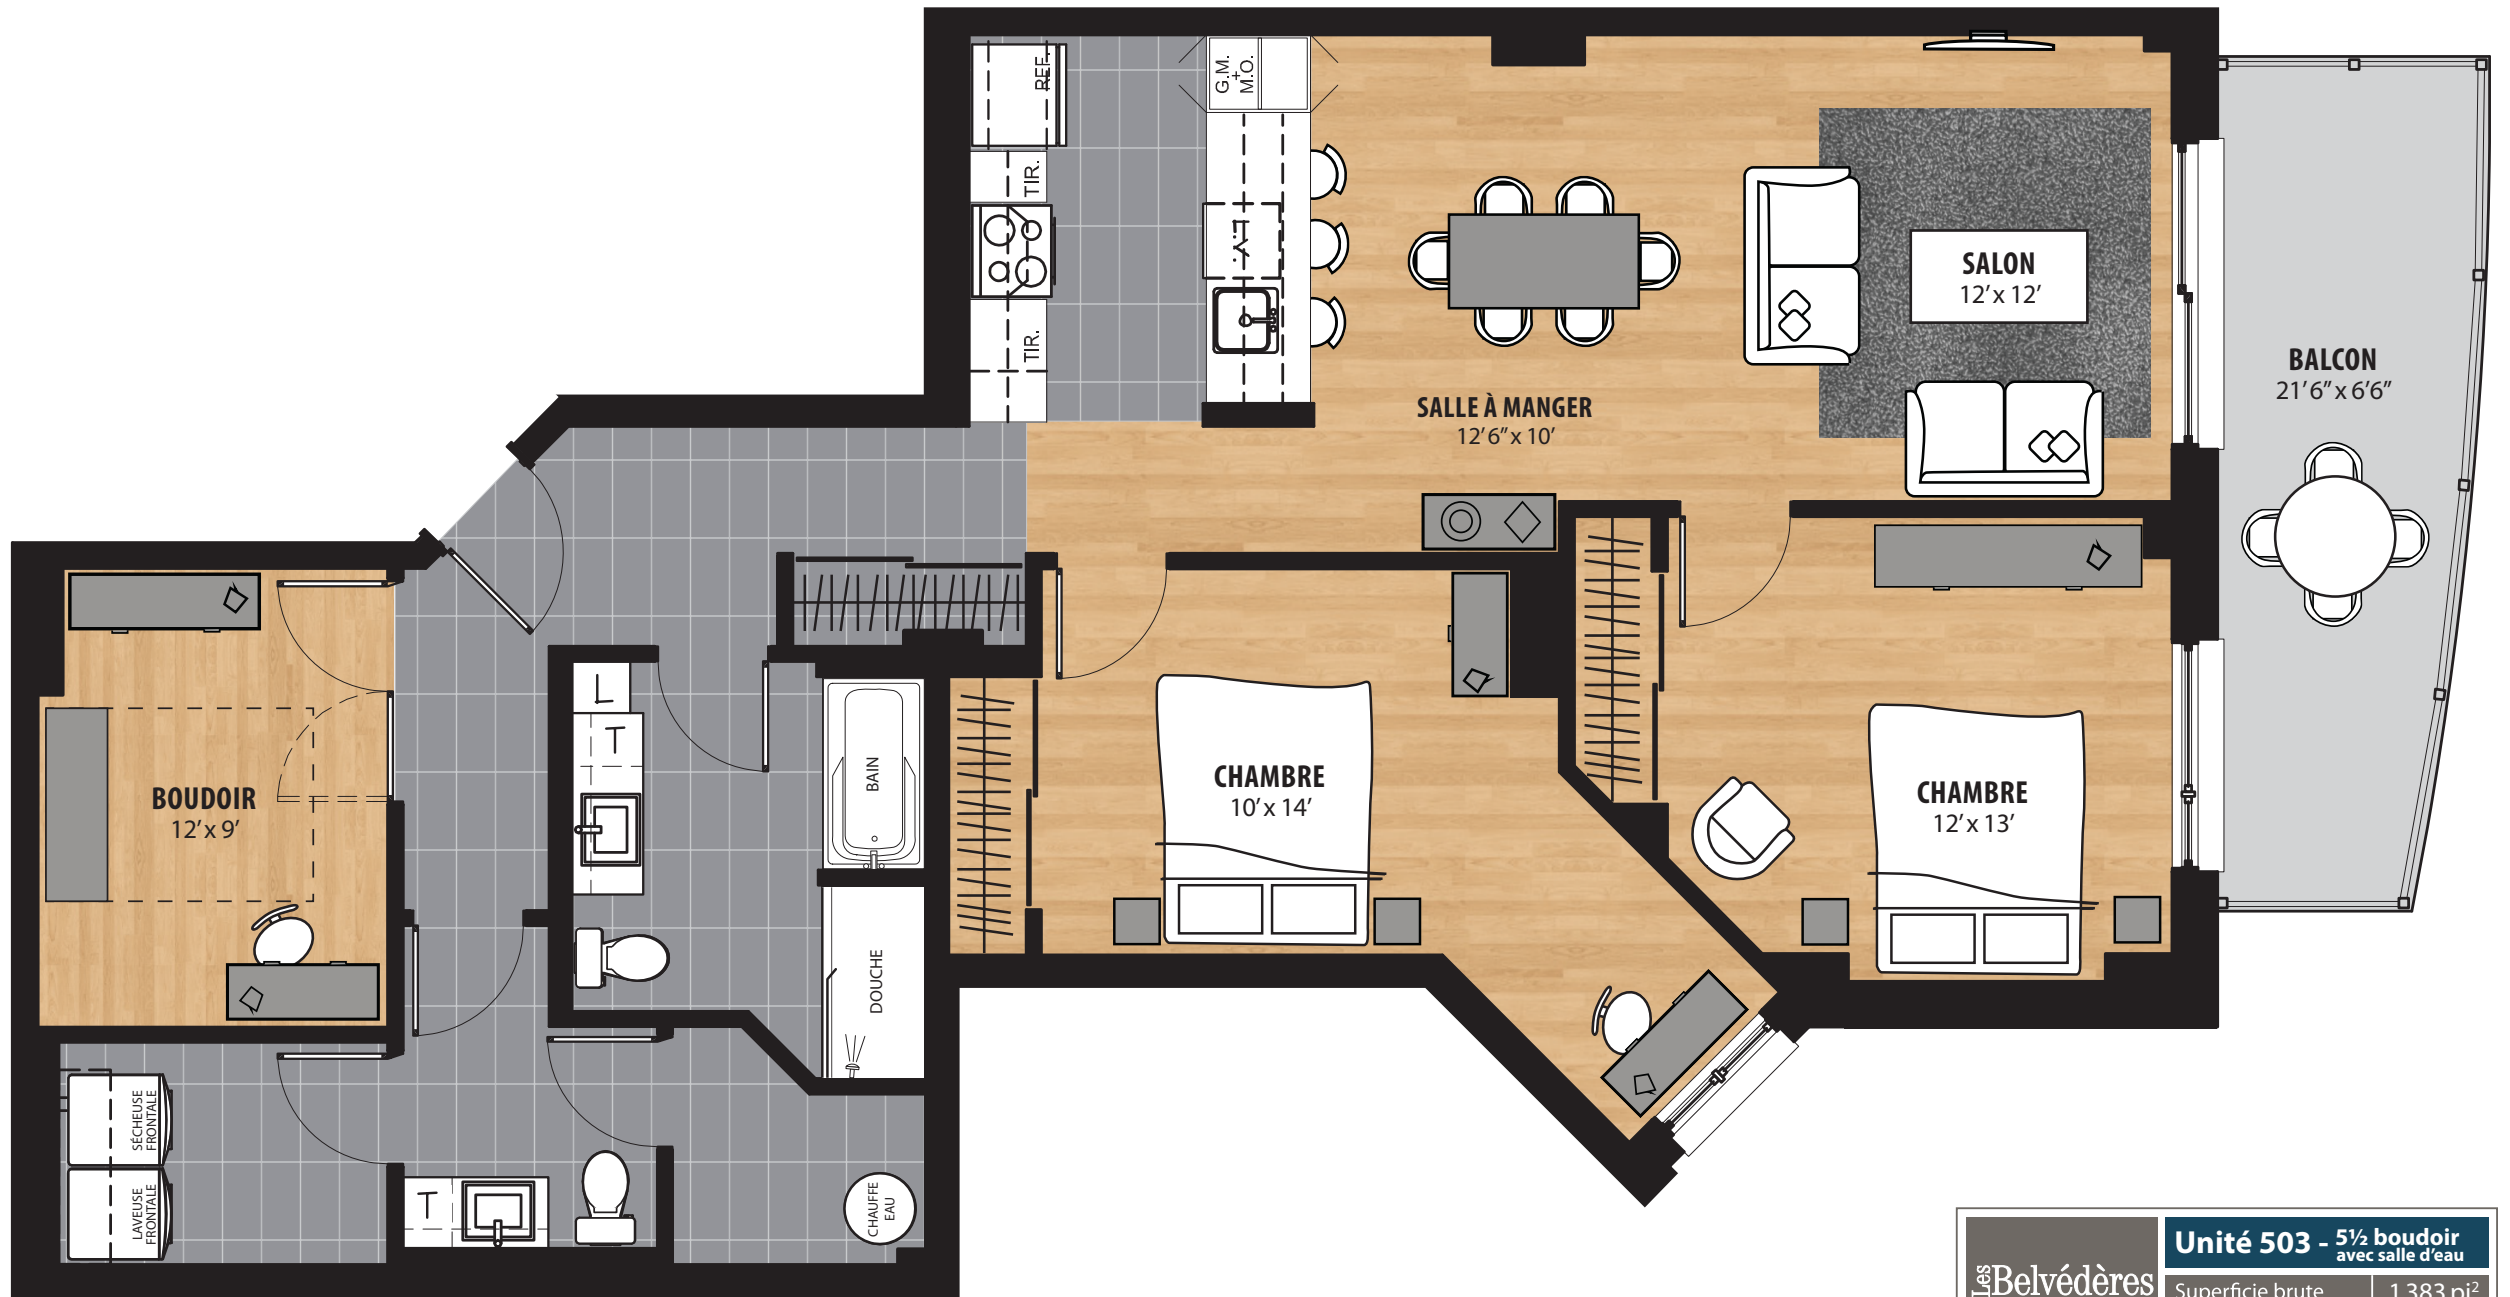 REF.
G.M.
+
M.O.
TIR.
TIR.
L.V.
SALON
12' x 12'
BALCON
21' 6" x 6'6"
SALLE À MANGER
12' 6" x 10'
L
T
BAIN
CHAMBRE
10' x 14'
CHAMBRE
12' x 13'
BOUDOIR
12' x 9'
DOUCHE
SÉCHEUSE
FRONTALE
LAVEUSE
FRONTALE
T
CHAUFFE
EAU
Les Belvédères
Unité 503 - 5½ boudoir
avec salle d'eau
Superficie brute 1 383 pi²